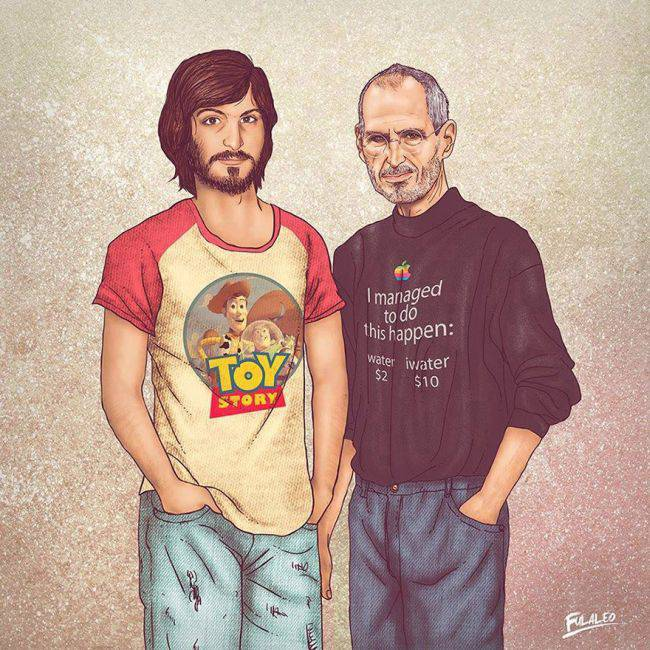 TOY
STORY
I managed
to do
this happen:
water iwater
$2 $10
FULALEO